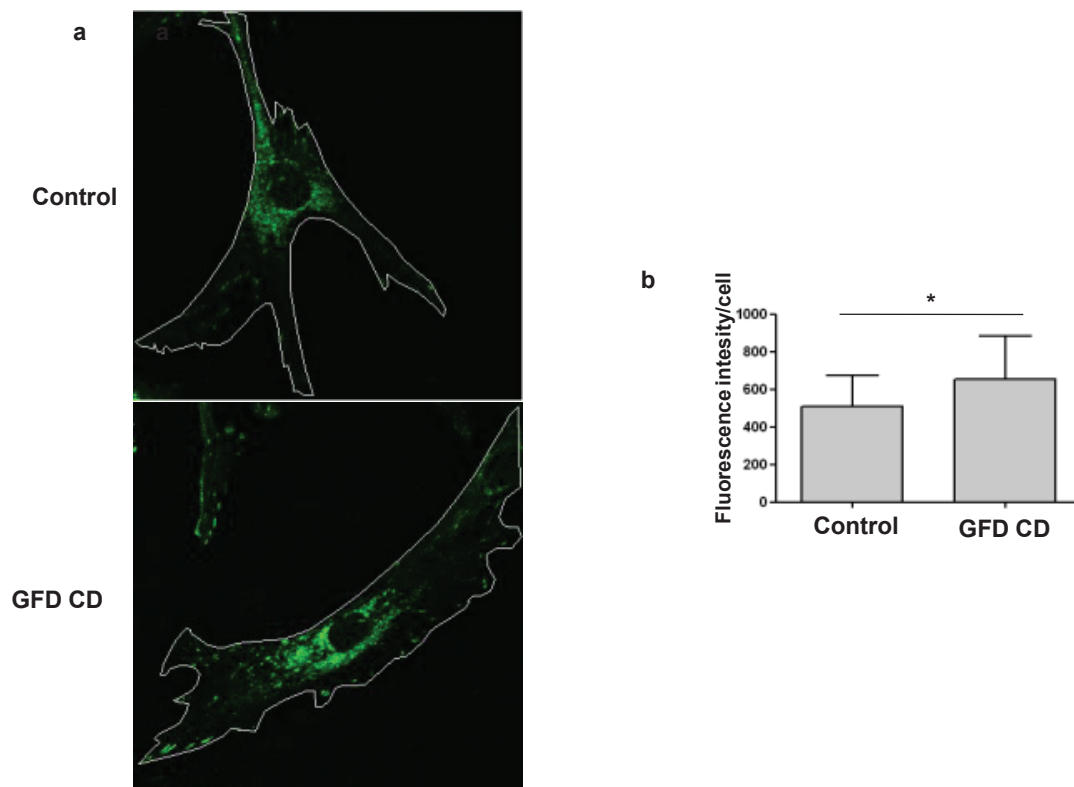 a
a
Control
GFD CD
b
Fluorescence intesity/cell
*
1000
800
600
400
200
0
Control
GFD CD